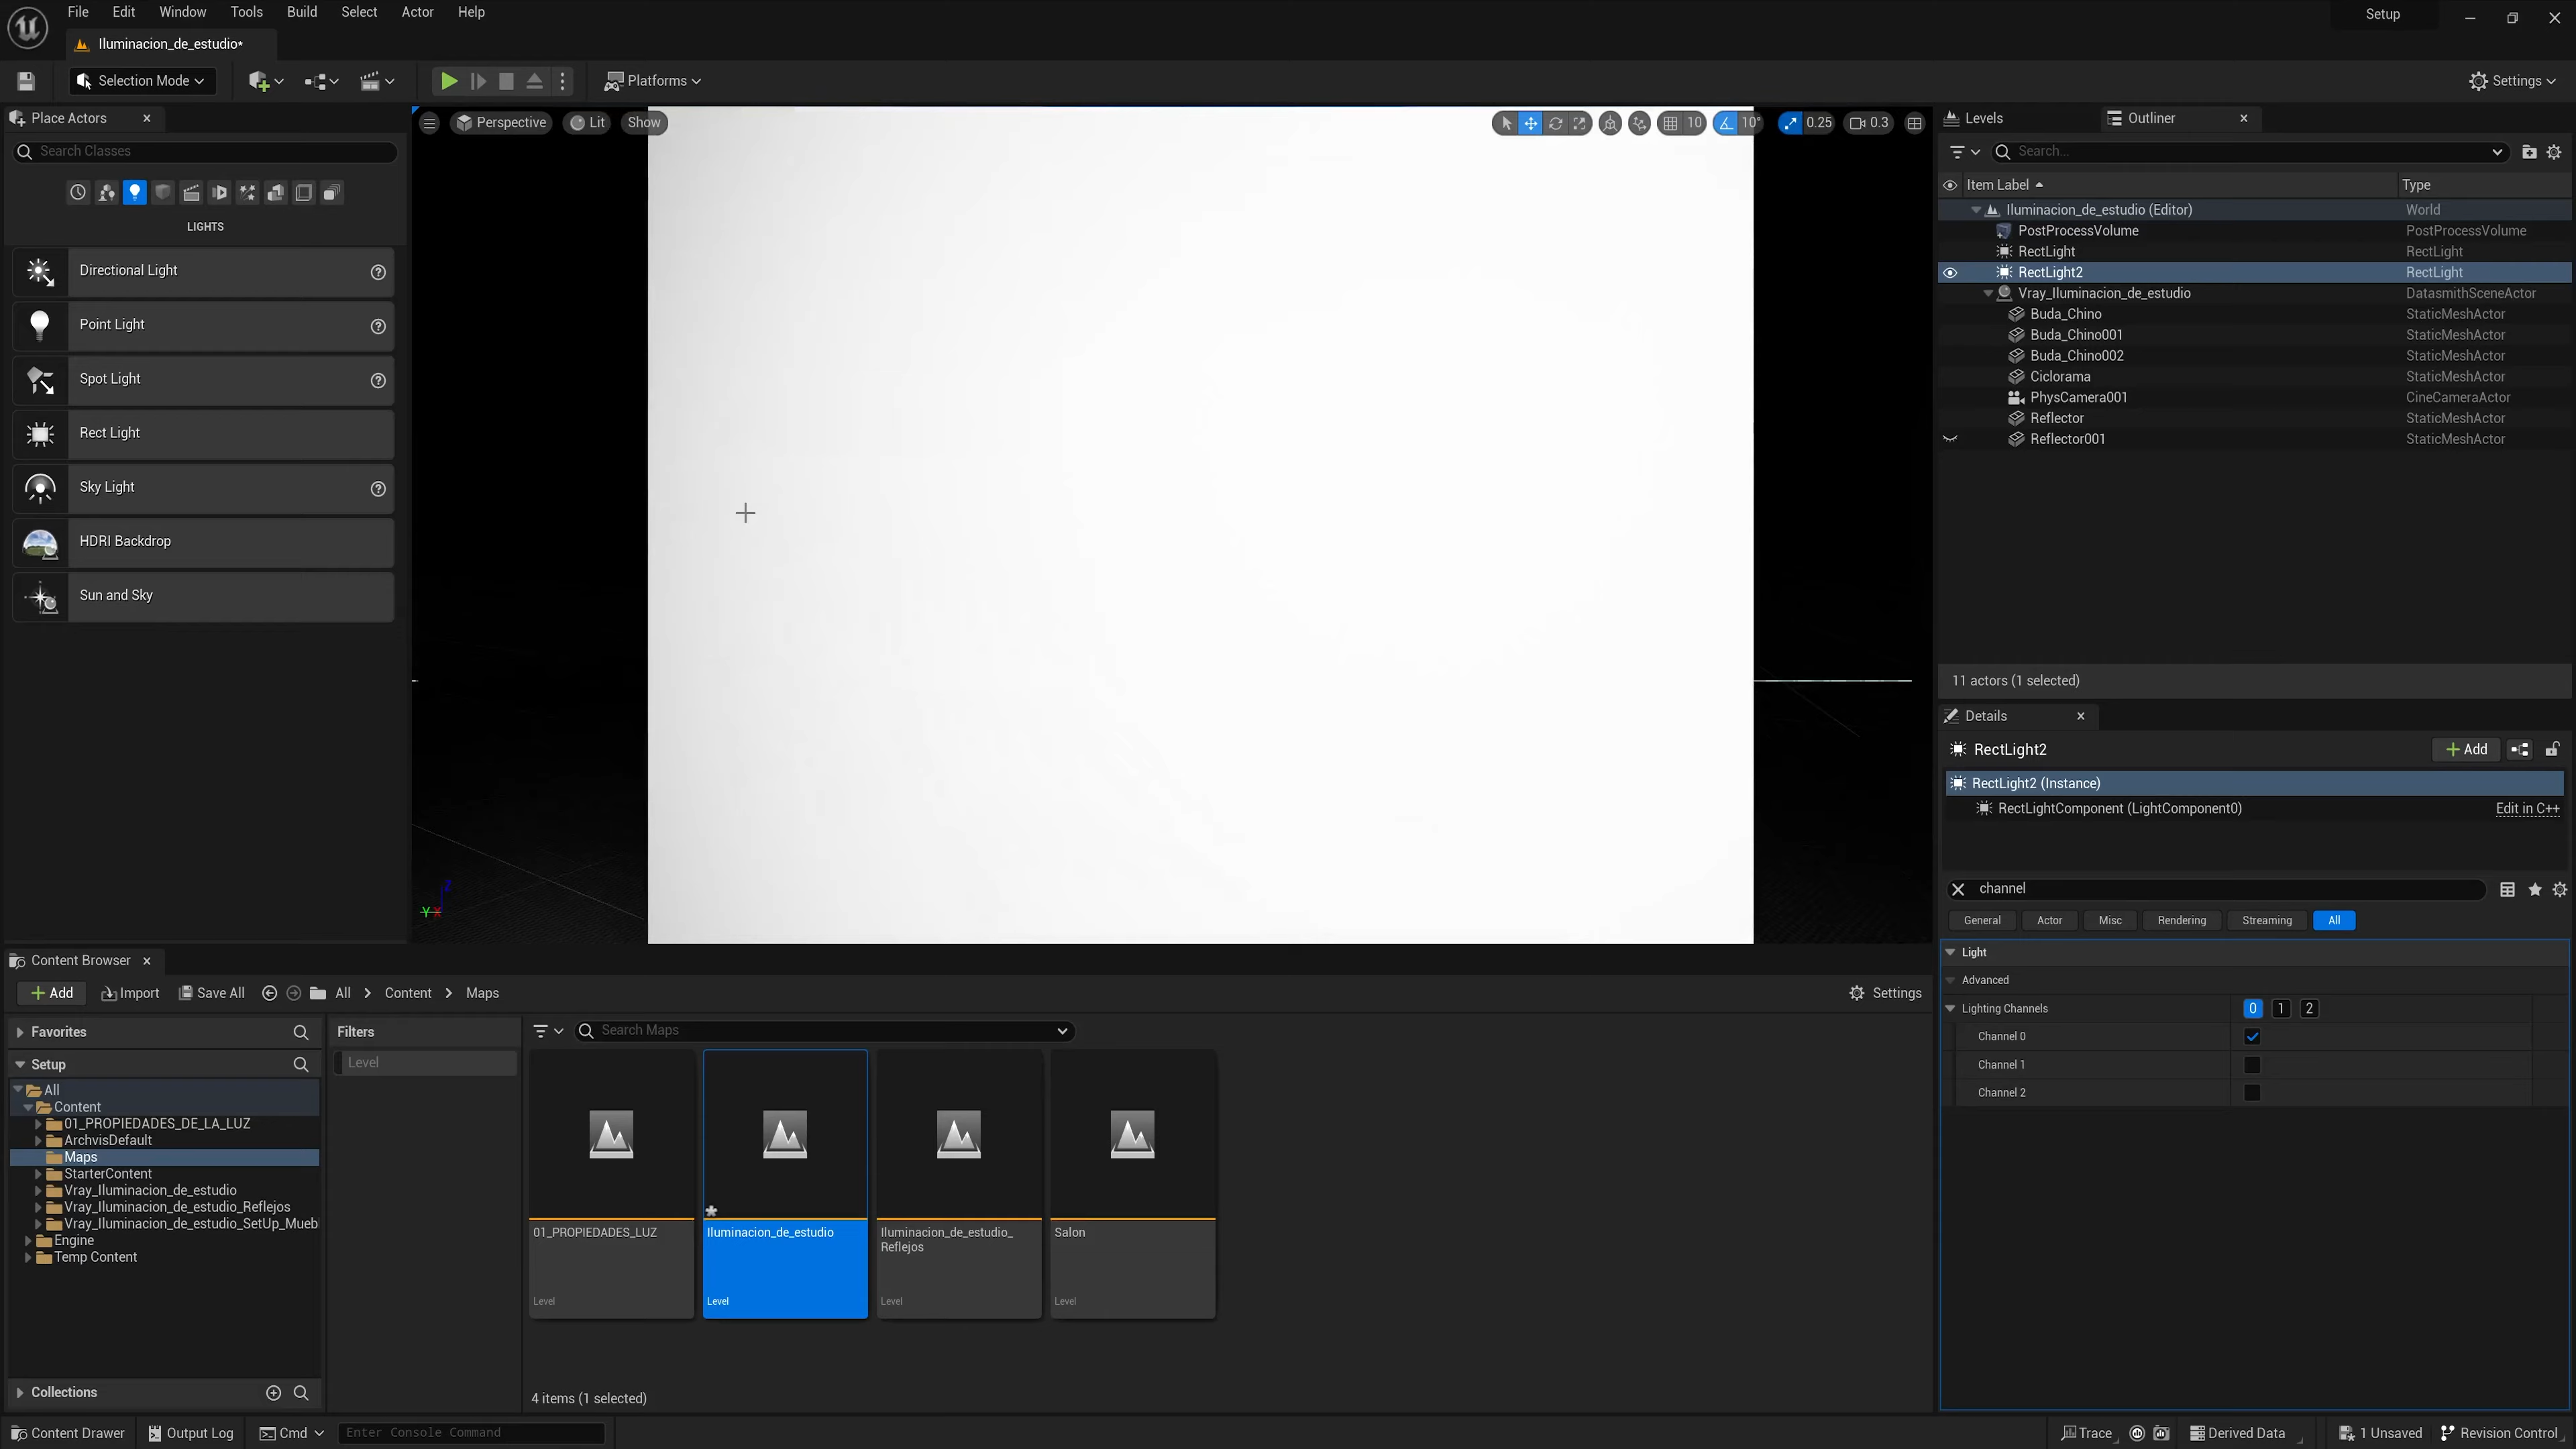 File Edit Window Tools Build Select Actor Help
Setup
Iluminacion_de_estudio*
Selection Mode
Platforms
Settings
Place Actors
Search Classes
LIGHTS
Directional Light
Point Light
Spot Light
Rect Light
Sky Light
HDRI Backdrop
Sun and Sky
Perspective Lit Show
10 10° 0.25 0.3
Levels Outliner
Search...
Item Label Type
Iluminacion_de_estudio (Editor) World
PostProcessVolume PostProcessVolume
RectLight RectLight
RectLight2 RectLight
Vray_Iluminacion_de_estudio DatasmithSceneActor
Buda_Chino StaticMeshActor
Buda_Chino001 StaticMeshActor
Buda_Chino002 StaticMeshActor
Ciclorama StaticMeshActor
PhysCamera001 CineCameraActor
Reflector StaticMeshActor
Reflector001 StaticMeshActor
11 actors (1 selected)
Details
RectLight2 Add
RectLight2 (Instance)
RectLightComponent (LightComponent0) Edit in C++
channel
General Actor Misc Rendering Streaming All
Light
Advanced
Lighting Channels 0 1 2
Channel 0
Channel 1
Channel 2
Content Browser
Add Import Save All All > Content > Maps Settings
Favorites
Setup
All
Content
01_PROPIEDADES_DE_LA_LUZ
ArchvisDefault
Maps
StarterContent
Vray_Iluminacion_de_estudio
Vray_Iluminacion_de_estudio_Reflejos
Vray_Iluminacion_de_estudio_SetUp_Muebl
Engine
Temp Content
Collections
Filters
Level
Search Maps
01_PROPIEDADES_LUZ
Level
Iluminacion_de_estudio
Level
Iluminacion_de_estudio_
Reflejos
Level
Salon
Level
4 items (1 selected)
Content Drawer Output Log Cmd Enter Console Command
Trace Derived Data 1 Unsaved Revision Control